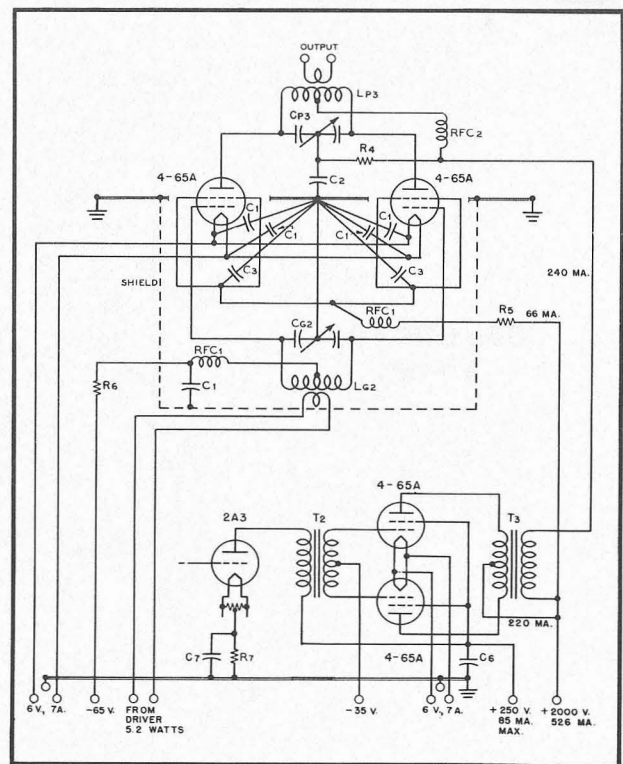 OUTPUT
LP3
CP3
RFC2
R4
4-65A
4-65A
C2
C1
C1
C1
C1
C3
C3
SHIELD
240 MA.
RFC1
R5
66 MA.
CG2
RFC1
R6
C1
LG2
4-65A
2A3
T2
T3
220 MA.
4-65A
C7
R7
C6
6 V., 7A.
-65 V.
FROM
DRIVER
5.2 WATTS
-35 V.
6 V., 7A.
+250 V.
85 MA.
MAX.
+2000 V.
526 MA.